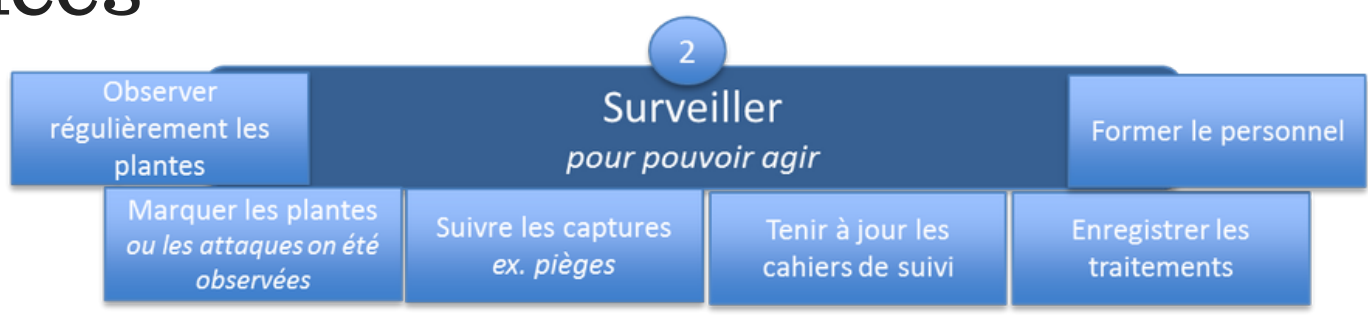 2
Surveiller
pour pouvoir agir
Observer
régulièrement les
plantes
Former le personnel
Marquer les plantes
ou les attaques on été
observées
Suivre les captures
ex. pièges
Tenir à jour les
cahiers de suivi
Enregistrer les
traitements